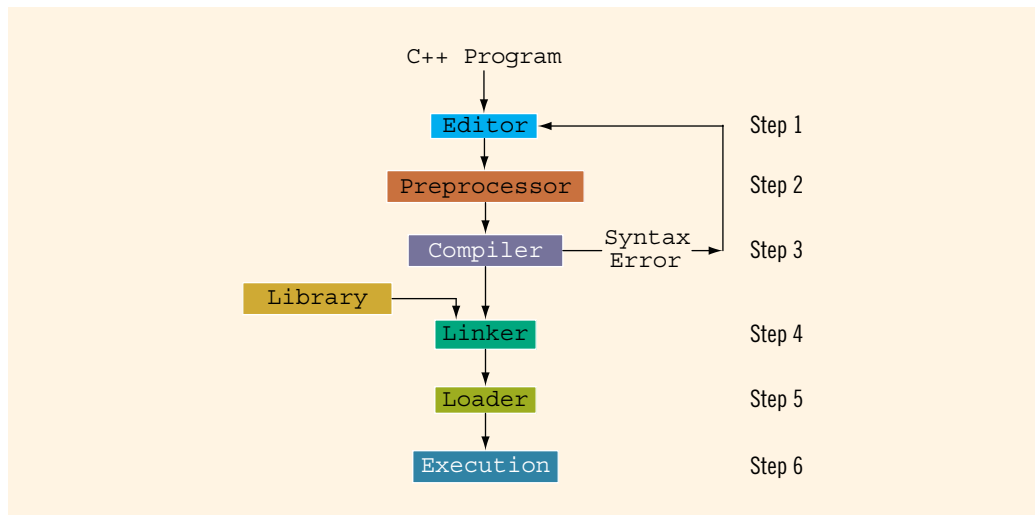 C++ Program
Editor
Step 1
Preprocessor
Step 2
Compiler
Syntax
Error
Step 3
Library
Linker
Step 4
Loader
Step 5
Execution
Step 6